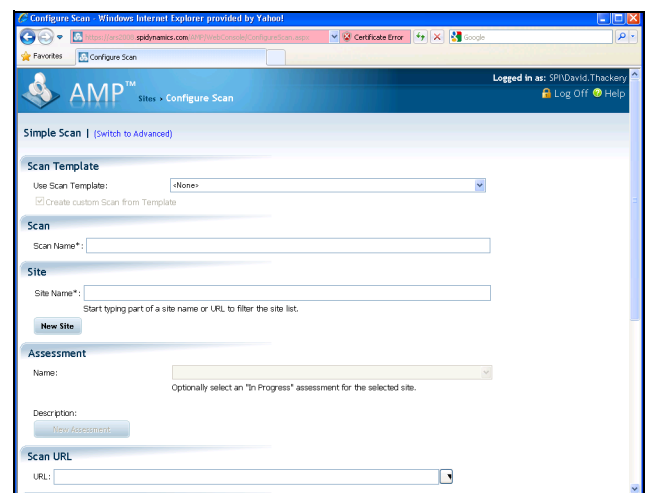 Configure Scan - Windows Internet Explorer provided by Yahoo!
spidynamics.com/AMP/WebConsole/ConfigureScan.aspx Certificate Error Google
Favorites Configure Scan
Logged in as: SPI\David.Thackery
AMP™ Sites › Configure Scan Log Off Help
Simple Scan | (Switch to Advanced)
Scan Template
Use Scan Template: <None>
Create custom Scan from Template
Scan
Scan Name*:
Site
Site Name*:
Start typing part of a site name or URL to filter the site list.
New Site
Assessment
Name:
Optionally select an "In Progress" assessment for the selected site.
Description:
New Assessment
Scan URL
URL: